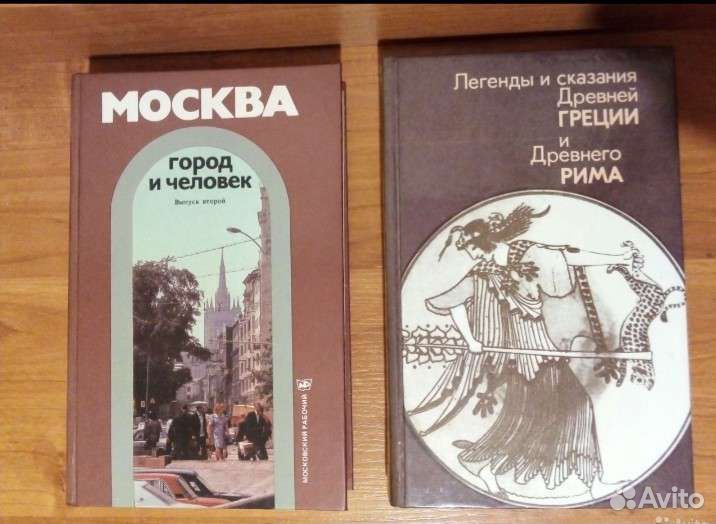 МОСКВА
город
и человек
Выпуск второй
МОСКОВСКИЙ РАБОЧИЙ
Легенды и сказания
Древней
ГРЕЦИИ
и
Древнего
РИМА
Avito